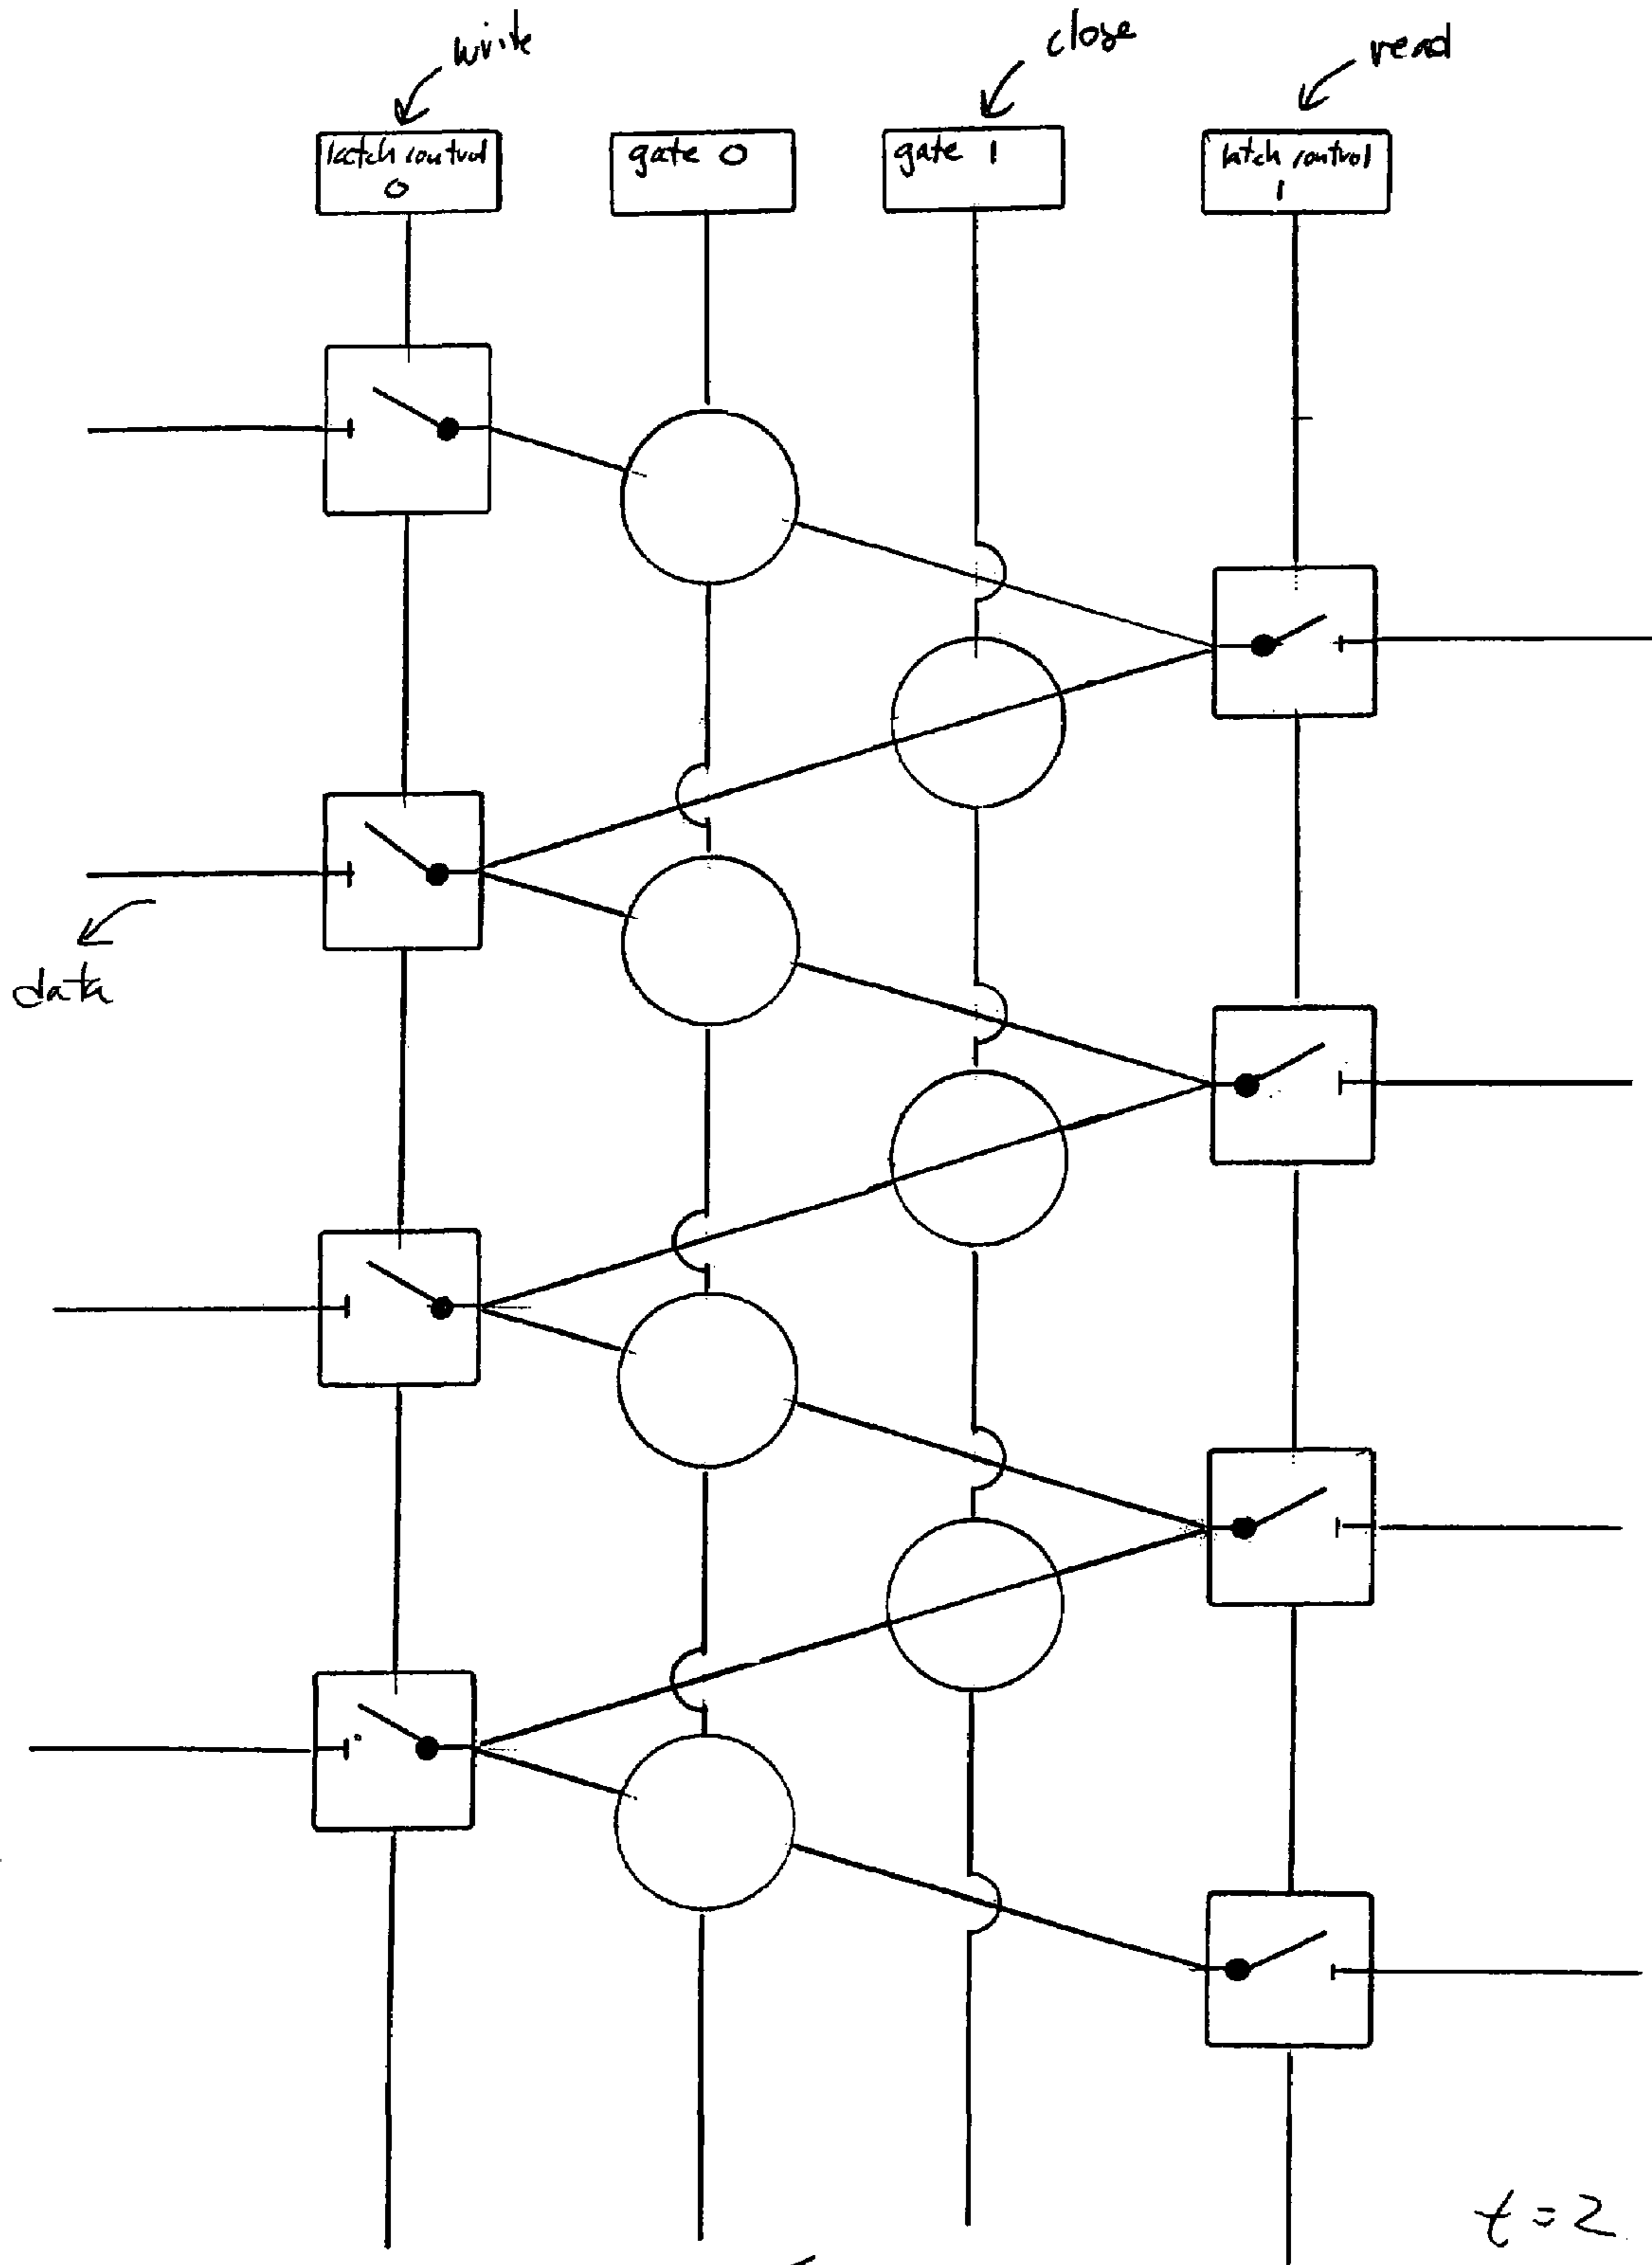 write
close
read
latch control
0
gate 0
gate 1
latch control
1
data
t=2